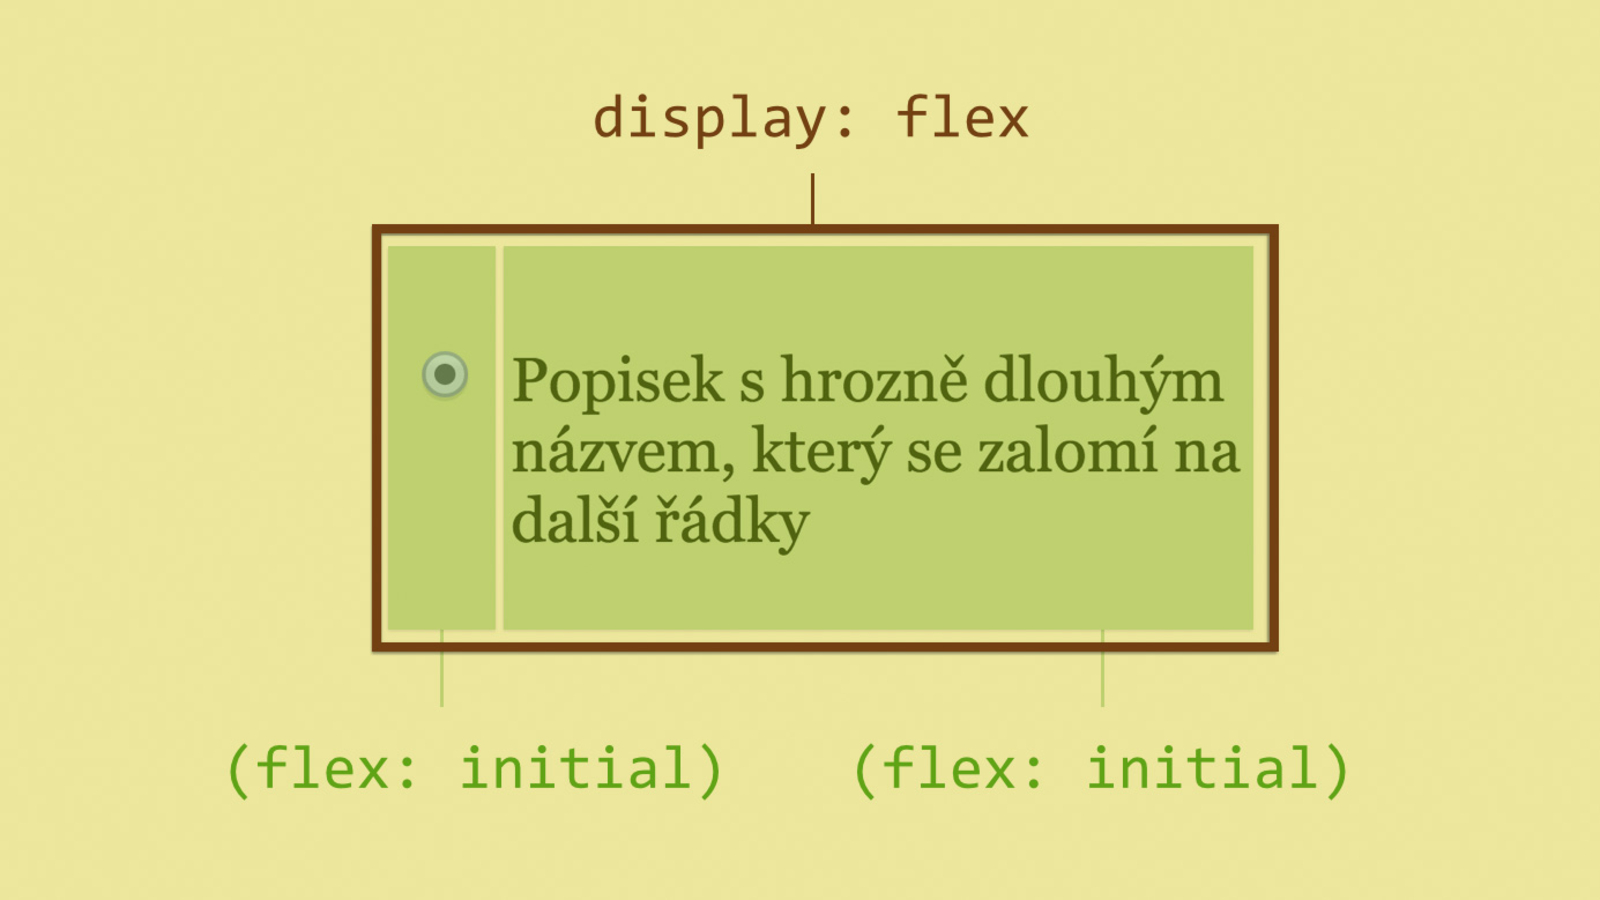 display: flex
Popisek s hrozně dlouhým
názvem, který se zalomí na
další řádky
(flex: initial) (flex: initial)